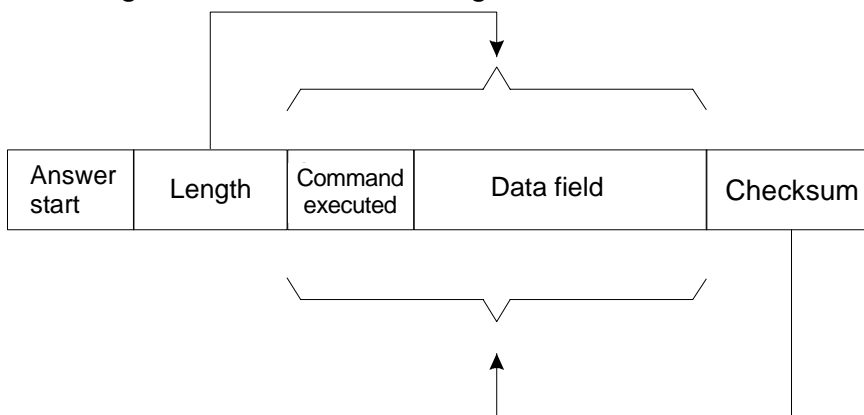 Answer
start
Length
Command
executed
Data field
Checksum